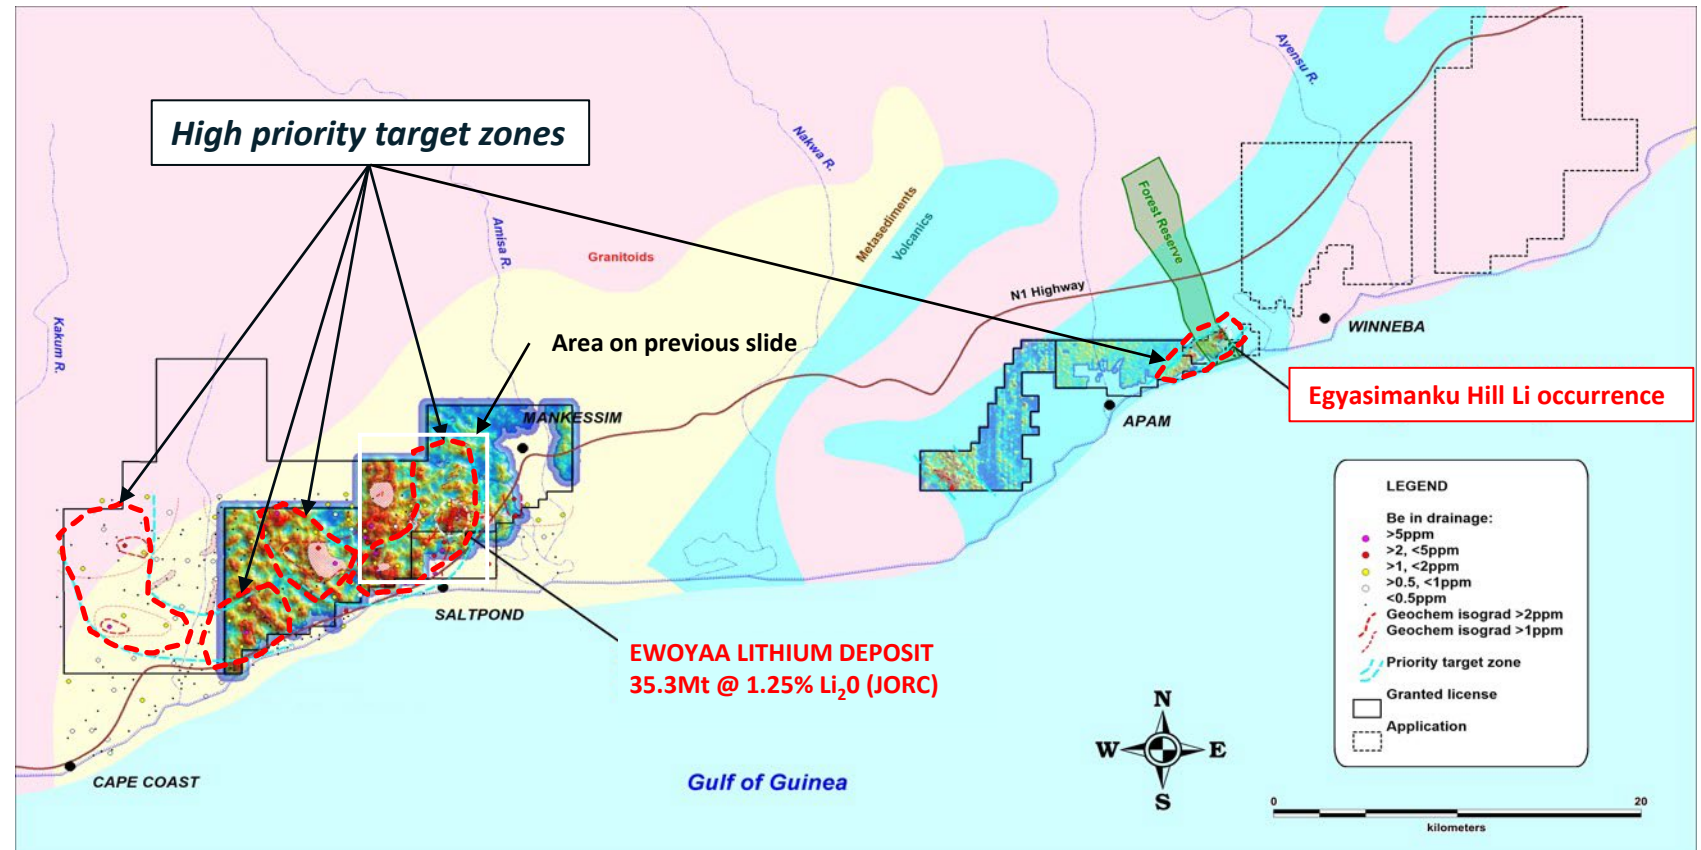 High priority target zones
Ayensu R.
Nakwa R.
Amisa R.
Kakum R.
Granitoids
Metasediments
Volcanics
Forest Reserve
N1 Highway
Area on previous slide
MANKESSIM
WINNEBA
APAM
Egyasimanku Hill Li occurrence
SALTPOND
EWOYAA LITHIUM DEPOSIT
35.3Mt @ 1.25% Li₂0 (JORC)
CAPE COAST
Gulf of Guinea
N
W E
S
LEGEND
Be in drainage:
>5ppm
>2, <5ppm
>1, <2ppm
>0.5, <1ppm
<0.5ppm
Geochem isograd >2ppm
Geochem isograd >1ppm
Priority target zone
Granted license
Application
0 20
kilometers